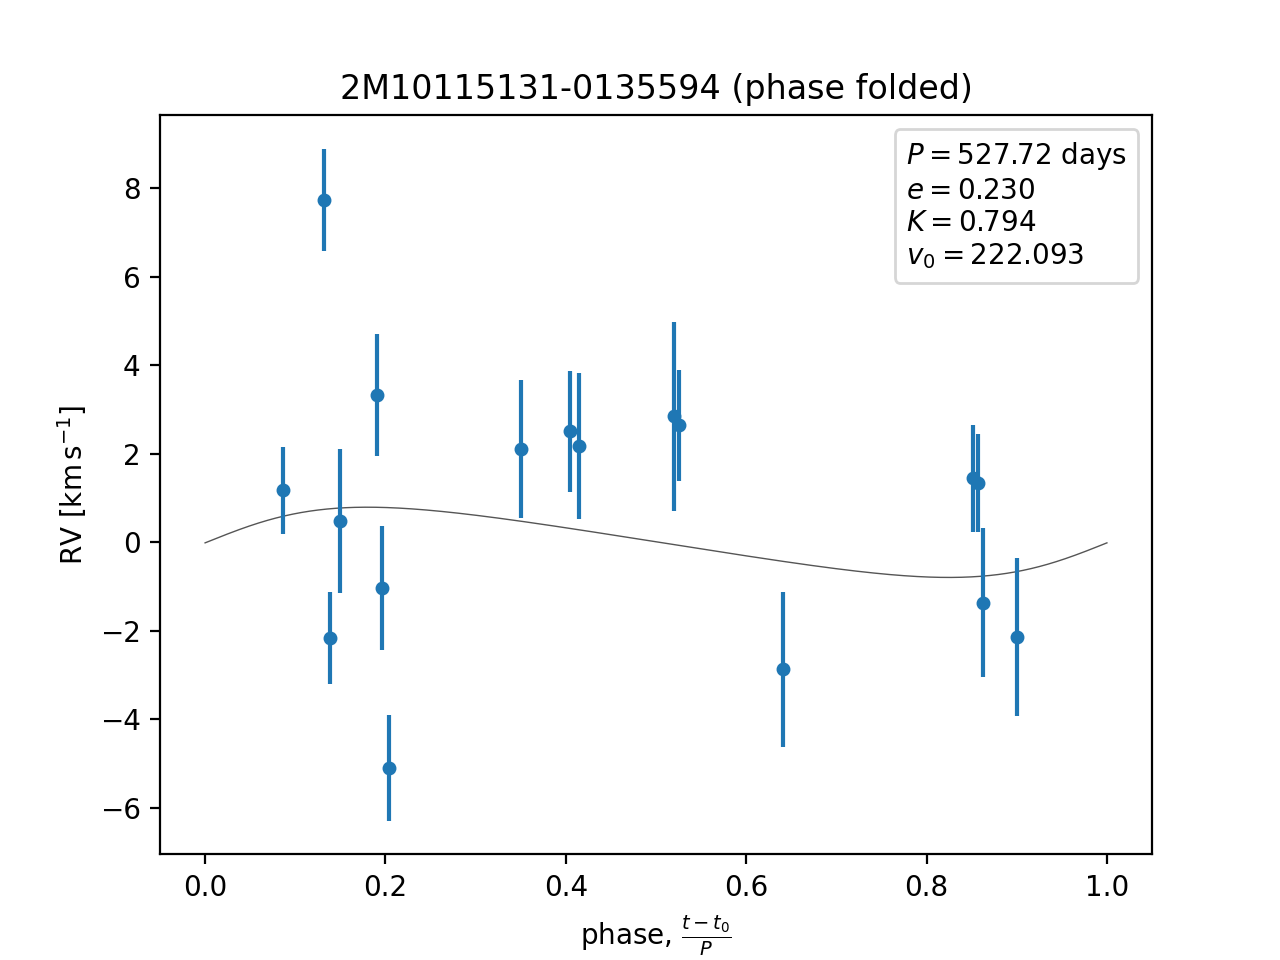 2M10115131-0135594 (phase folded)
P = 527.72 days
e = 0.230
K = 0.794
v₀ = 222.093
8
6
4
2
0
−2
−4
−6
RV [km s⁻¹]
0.0 0.2 0.4 0.6 0.8 1.0
phase, (t − t₀)/P